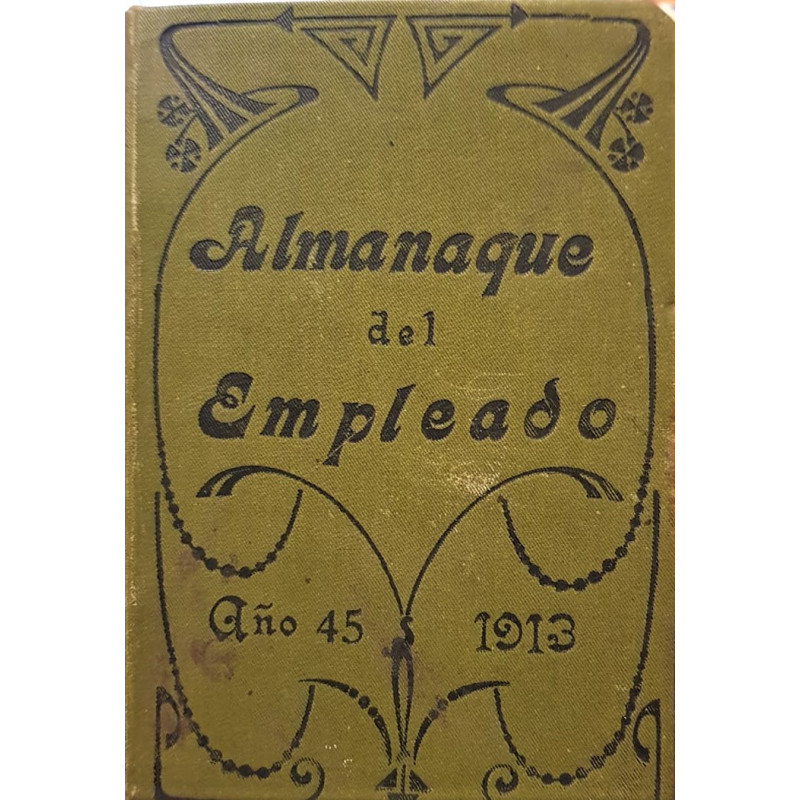 Almanaque
del
Empleado
Año 45 1913